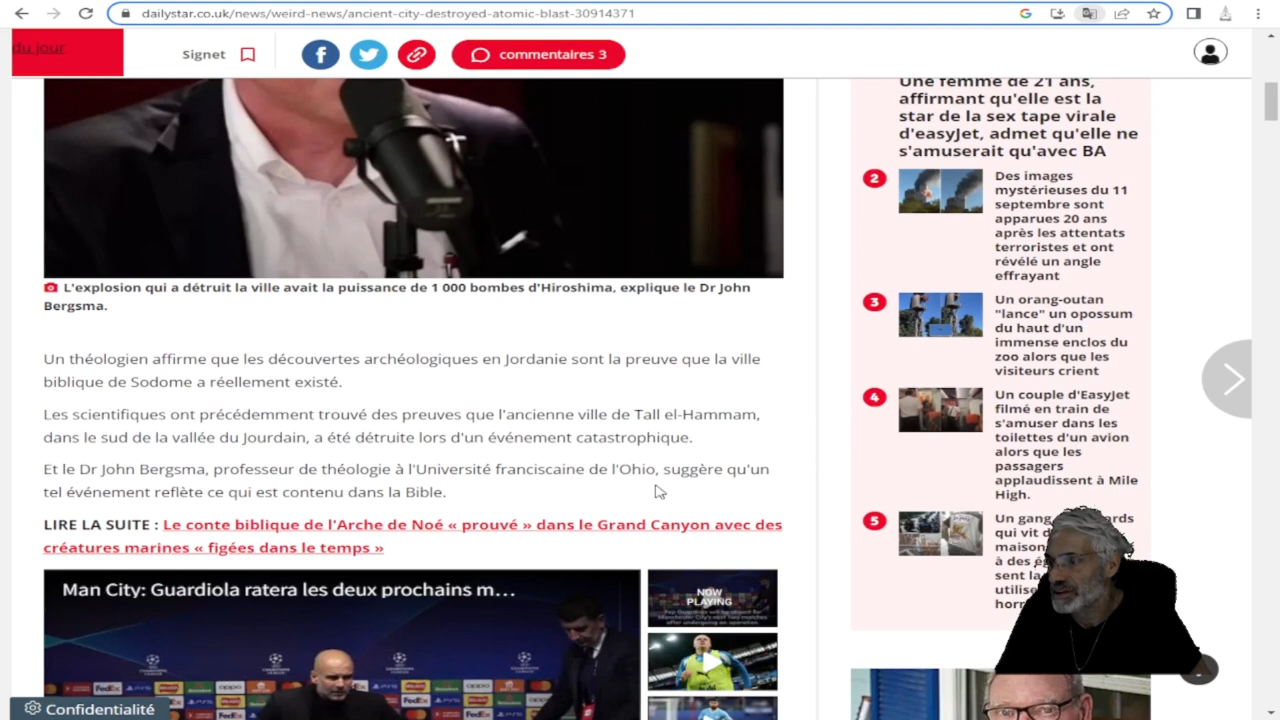 dailystar.co.uk/news/weird-news/ancient-city-destroyed-atomic-blast-30914371
du jour
Signet
commentaires 3
L'explosion qui a détruit la ville avait la puissance de 1 000 bombes d'Hiroshima, explique le Dr John
Bergsma.
Un théologien affirme que les découvertes archéologiques en Jordanie sont la preuve que la ville
biblique de Sodome a réellement existé.
Les scientifiques ont précédemment trouvé des preuves que l'ancienne ville de Tall el-Hammam,
dans le sud de la vallée du Jourdain, a été détruite lors d'un événement catastrophique.
Et le Dr John Bergsma, professeur de théologie à l'Université franciscaine de l'Ohio, suggère qu'un
tel événement reflète ce qui est contenu dans la Bible.
LIRE LA SUITE : Le conte biblique de l'Arche de Noé « prouvé » dans le Grand Canyon avec des
créatures marines « figées dans le temps »
Man City: Guardiola ratera les deux prochains m...
NOW
PLAYING
FedEx
oppo
FedEx
FedEx
Confidentialité
Une femme de 21 ans,
affirmant qu'elle est la
star de la sex tape virale
d'easyJet, admet qu'elle ne
s'amuserait qu'avec BA
2
Des images
mystérieuses du 11
septembre sont
apparues 20 ans
après les attentats
terroristes et ont
révélé un angle
effrayant
3
Un orang-outan
"lance" un opossum
du haut d'un
immense enclos du
zoo alors que les
visiteurs crient
4
Un couple d'EasyJet
filmé en train de
s'amuser dans les
toilettes d'un avion
alors que les
passagers
applaudissent à Mile
High.
5
Un gang
qui vit
à des
sent la